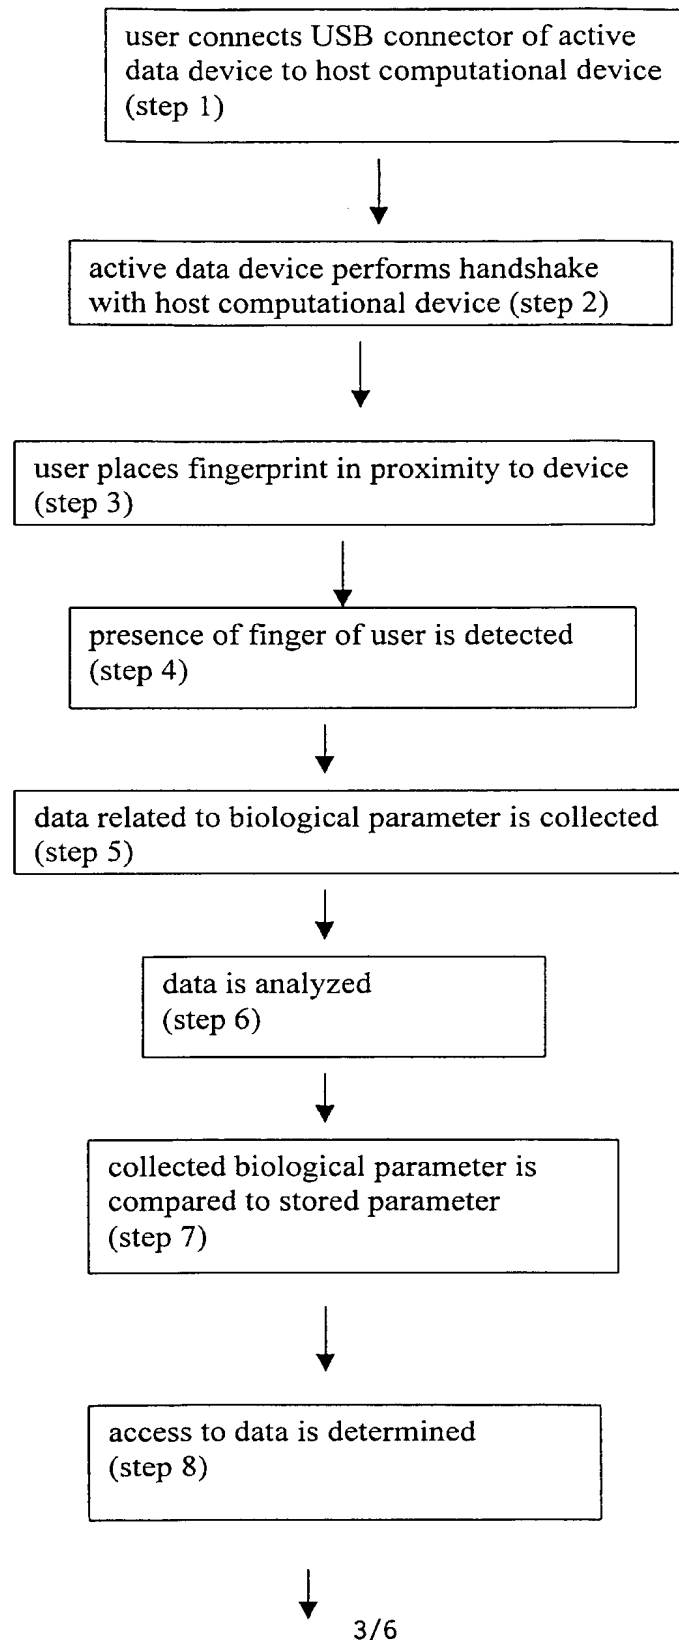 user connects USB connector of active
data device to host computational device
(step 1)
active data device performs handshake
with host computational device (step 2)
user places fingerprint in proximity to device
(step 3)
presence of finger of user is detected
(step 4)
data related to biological parameter is collected
(step 5)
data is analyzed
(step 6)
collected biological parameter is
compared to stored parameter
(step 7)
access to data is determined
(step 8)
3/6